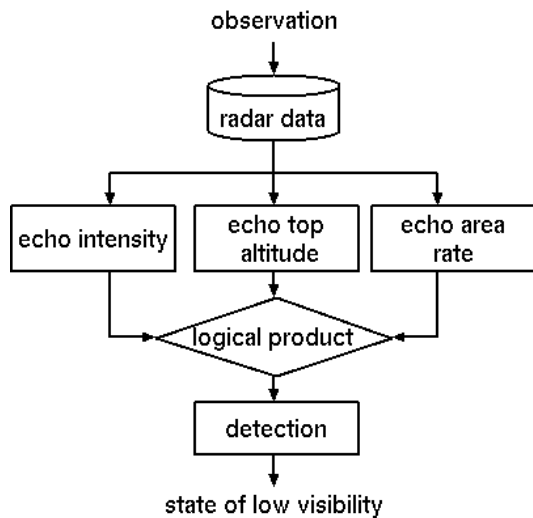 observation
radar data
echo intensity
echo top
altitude
echo area
rate
logical product
detection
state of low visibility